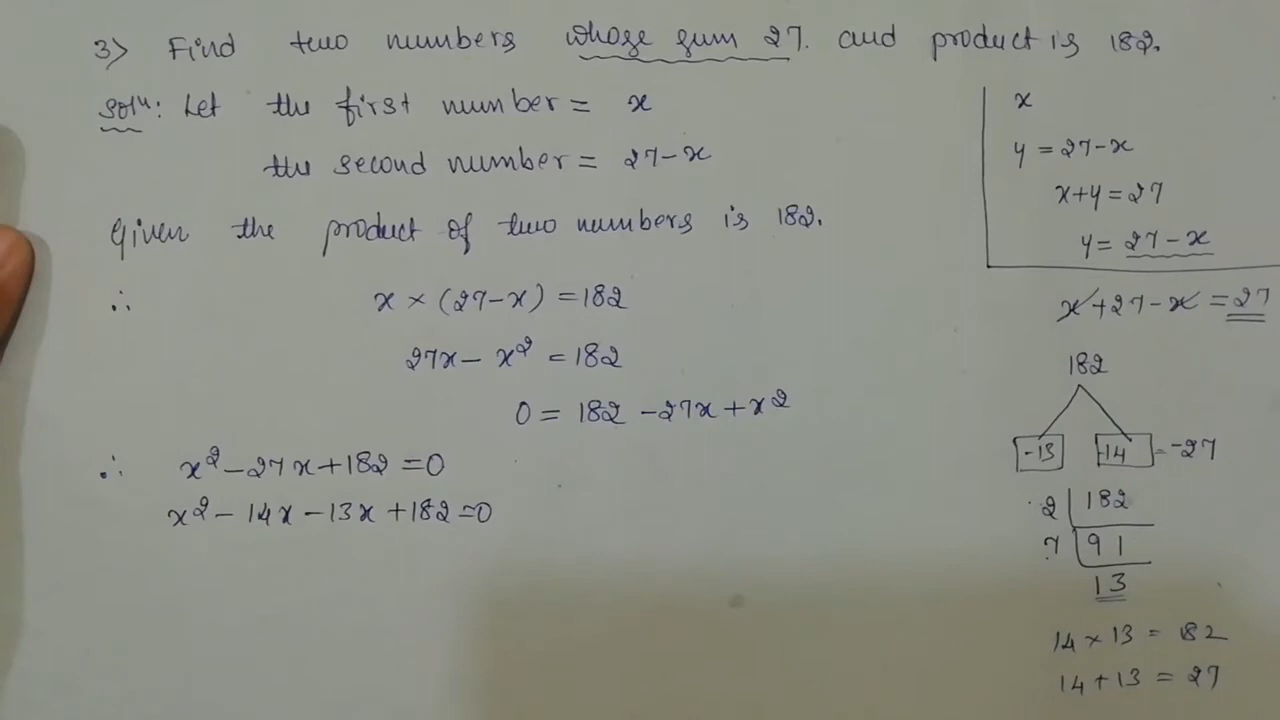 3) Find two numbers whose sum 27. and product is 182.
Soln: Let the first number = x
the second number = 27-x
Given the product of two numbers is 182.
∴ x × (27-x) = 182
27x - x² = 182
0 = 182 - 27x + x²
∴ x² - 27x + 182 = 0
x² - 14x - 13x + 182 = 0
x
y = 27-x
x+y = 27
y = 27-x
x+27-x = 27
182
-13 -14 = -27
2 | 182
7 | 91
13
14 × 13 = 182
14 + 13 = 27